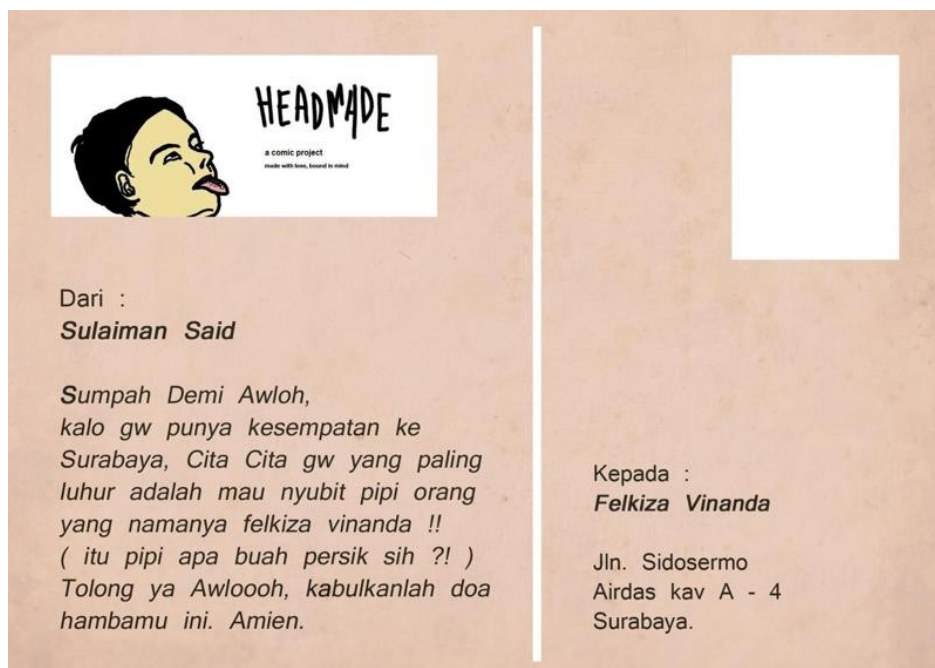 HEADMADE
a comic project
made with love, bound in mind
Dari :
Sulaiman Said
Sumpah Demi Awloh,
kalo gw punya kesempatan ke
Surabaya, Cita Cita gw yang paling
luhur adalah mau nyubit pipi orang
yang namanya felkiza vinanda !!
( itu pipi apa buah persik sih ?! )
Tolong ya Awloooh, kabulkanlah doa
hambamu ini. Amien.
Kepada :
Felkiza Vinanda
Jln. Sidosermo
Airdas kav A - 4
Surabaya.